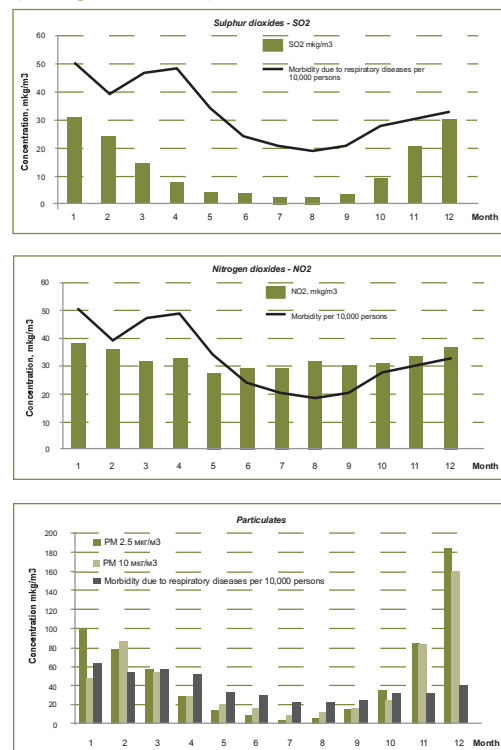 Sulphur dioxides - SO2
60
50
40
30
20
10
0
Concentration, mkg/m3
SO2 mkg/m3
Morbidity due to respiratory diseases per
10,000 persons
1 2 3 4 5 6 7 8 9 10 11 12 Month
Nitrogen dioxides - NO2
60
50
40
30
20
10
0
Concentration, mkg/m3
NO2, mkg/m3
Morbidity per 10,000 persons
1 2 3 4 5 6 7 8 9 10 11 12 Month
Particulates
200
180
160
140
120
100
80
60
40
20
0
Concentration mkg/m3
PM 2.5 мкг/м3
PM 10 мкг/м3
Morbidity due to respiratory diseases per 10,000 persons
1 2 3 4 5 6 7 8 9 10 11 12 Month